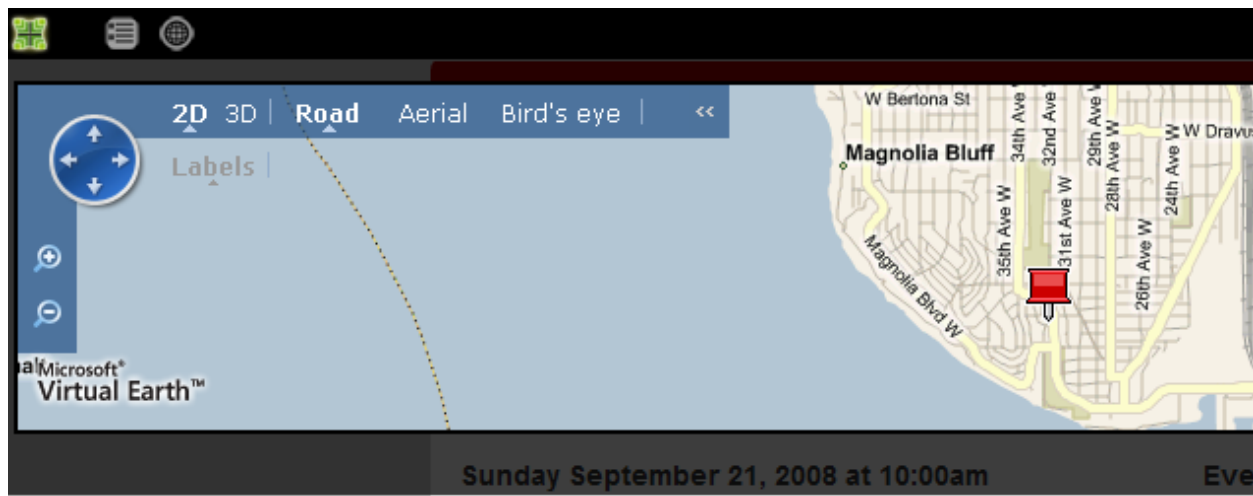 2D 3D | Road Aerial Bird's eye | <<
Labels |
W Bertona St
Magnolia Bluff
34th Ave W
32nd Ave
29th Ave W
28th Ave W
W Dravus
24th Ave W
35th Ave W
31st Ave W
26th Ave W
Magnolia Blvd W
Microsoft®
Virtual Earth™
Sunday September 21, 2008 at 10:00am
Eve